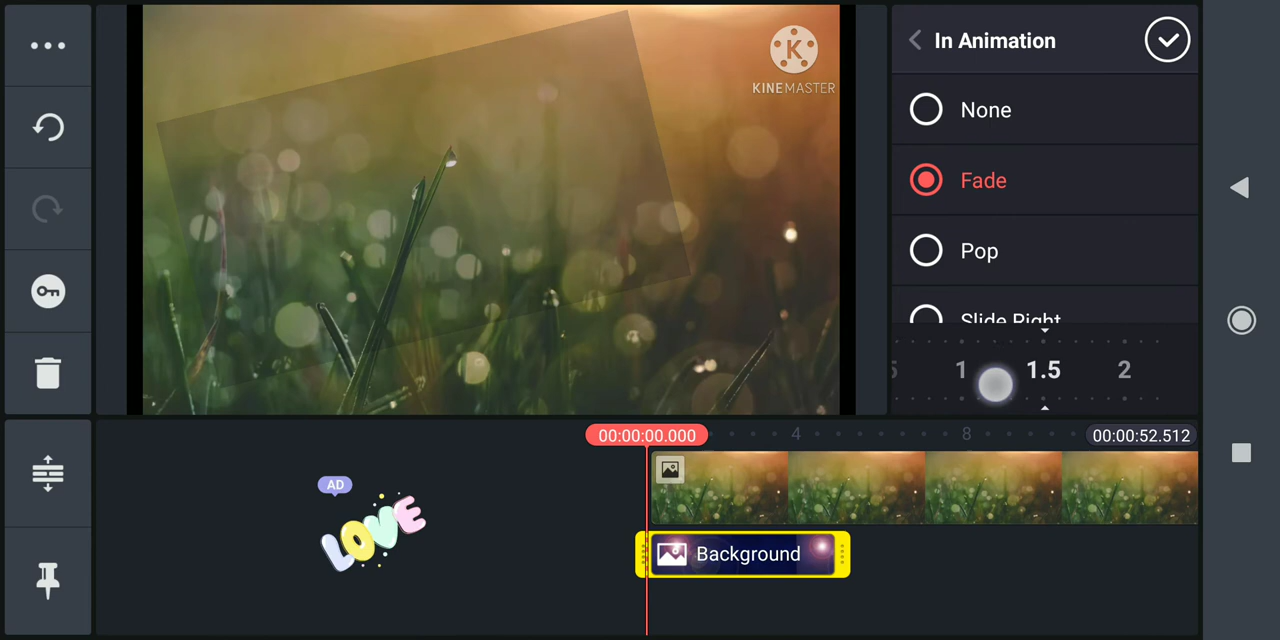 In Animation
KINEMASTER
None
Fade
Pop
Slide Right
1
1.5
2
00:00:00.000
4
8
00:00:52.512
AD
LOVE
Background